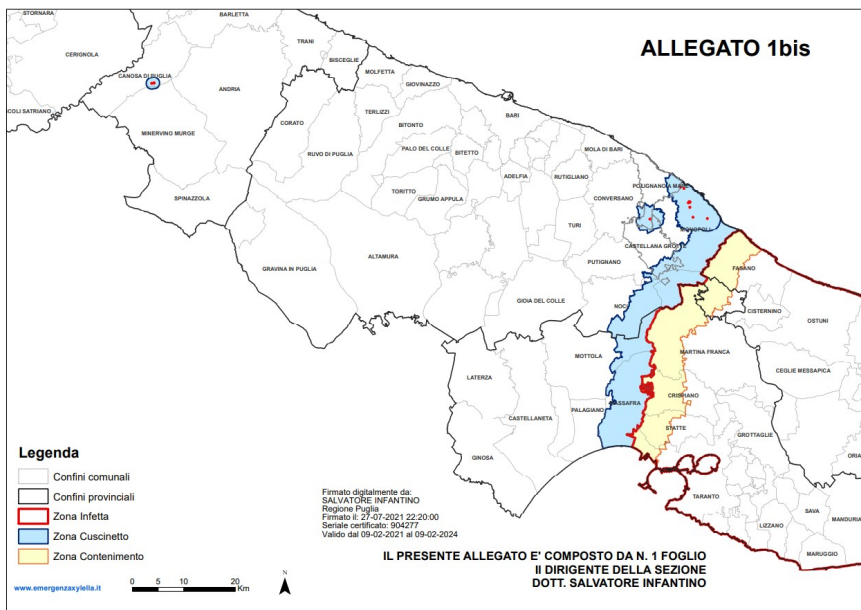 ALLEGATO 1bis
STORNARA
BARLETTA
CERIGNOLA
TRANI
BISCEGLIE
CANOSA DI PUGLIA
MOLFETTA
ANDRIA
GIOVINAZZO
COLI SATRIANO
CORATO
TERLIZZI
BARI
BITONTO
MINERVINO MURGE
RUVO DI PUGLIA
PALO DEL COLLE
BITETTO
MOLA DI BARI
ADELFIA
RUTIGLIANO
POLIGNANO A MARE
TORITTO
GRUMO APPULA
CONVERSANO
SPINAZZOLA
TURI
MONOPOLI
CASTELLANA GROTTE
ALTAMURA
PUTIGNANO
GRAVINA IN PUGLIA
FASANO
GIOIA DEL COLLE
NOCI
CISTERNINO
OSTUNI
MOTTOLA
MARTINA FRANCA
LATERZA
CEGLIE MESSAPICA
CASTELLANETA
PALAGIANO
MASSAFRA
CRISPIANO
STATTE
GROTTAGLIE
GINOSA
ORIA
TARANTO
SAVA
MANDURIA
LIZZANO
MARUGGIO
Legenda
Confini comunali
Confini provinciali
Zona Infetta
Zona Cuscinetto
Zona Contenimento
Firmato digitalmente da:
SALVATORE INFANTINO
Regione Puglia
Firmato il: 27-07-2021 22:20:00
Seriale certificato: 904277
Valido dal 09-02-2021 al 09-02-2024
IL PRESENTE ALLEGATO E' COMPOSTO DA N. 1 FOGLIO
Il DIRIGENTE DELLA SEZIONE
DOTT. SALVATORE INFANTINO
www.emergenzaxylella.it
0 5 10 20
Km
N